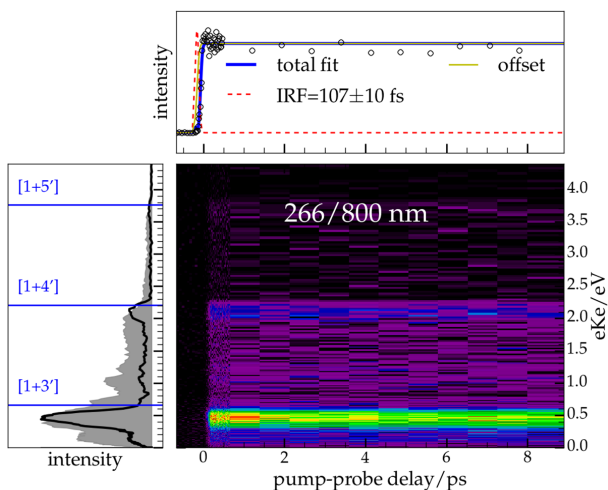 intensity
total fit
offset
IRF=107±10 fs
[1+5′]
[1+4′]
[1+3′]
intensity
266/800 nm
4.0
3.5
3.0
2.5
2.0
1.5
1.0
0.5
0.0
eKe/eV
0 2 4 6 8
pump-probe delay/ps